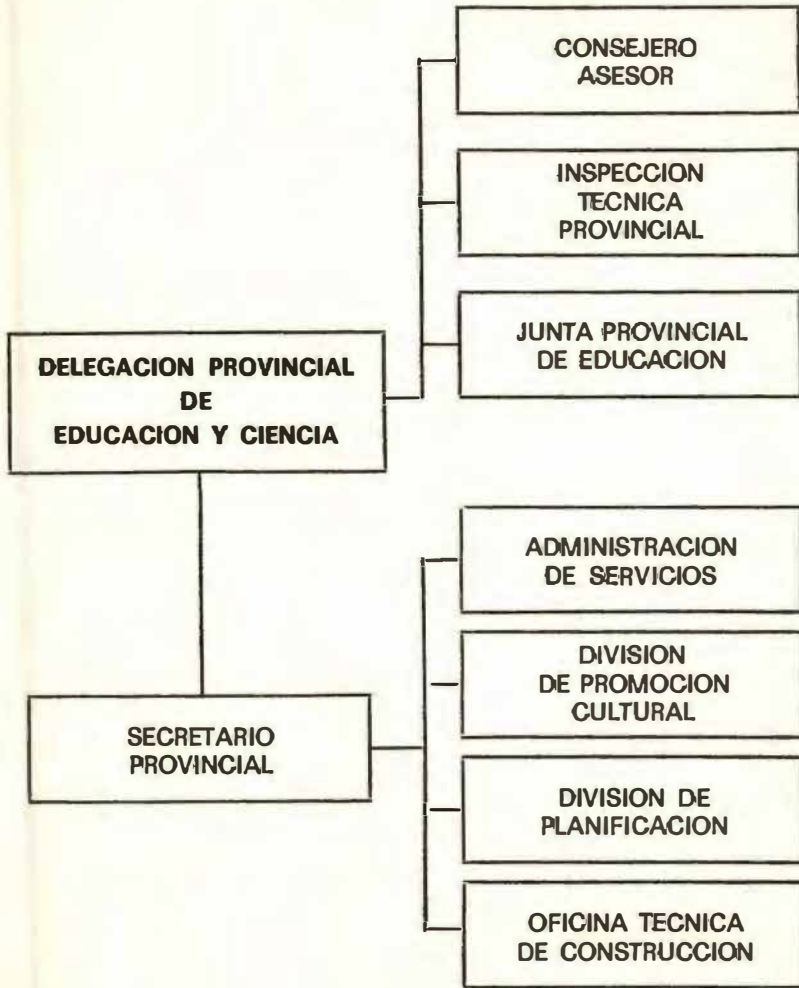 CONSEJERO
ASESOR
INSPECCION
TECNICA
PROVINCIAL
JUNTA PROVINCIAL
DE EDUCACION
DELEGACION PROVINCIAL
DE
EDUCACION Y CIENCIA
ADMINISTRACION
DE SERVICIOS
DIVISION
DE PROMOCION
CULTURAL
SECRETARIO
PROVINCIAL
DIVISION DE
PLANIFICACION
OFICINA TECNICA
DE CONSTRUCCION